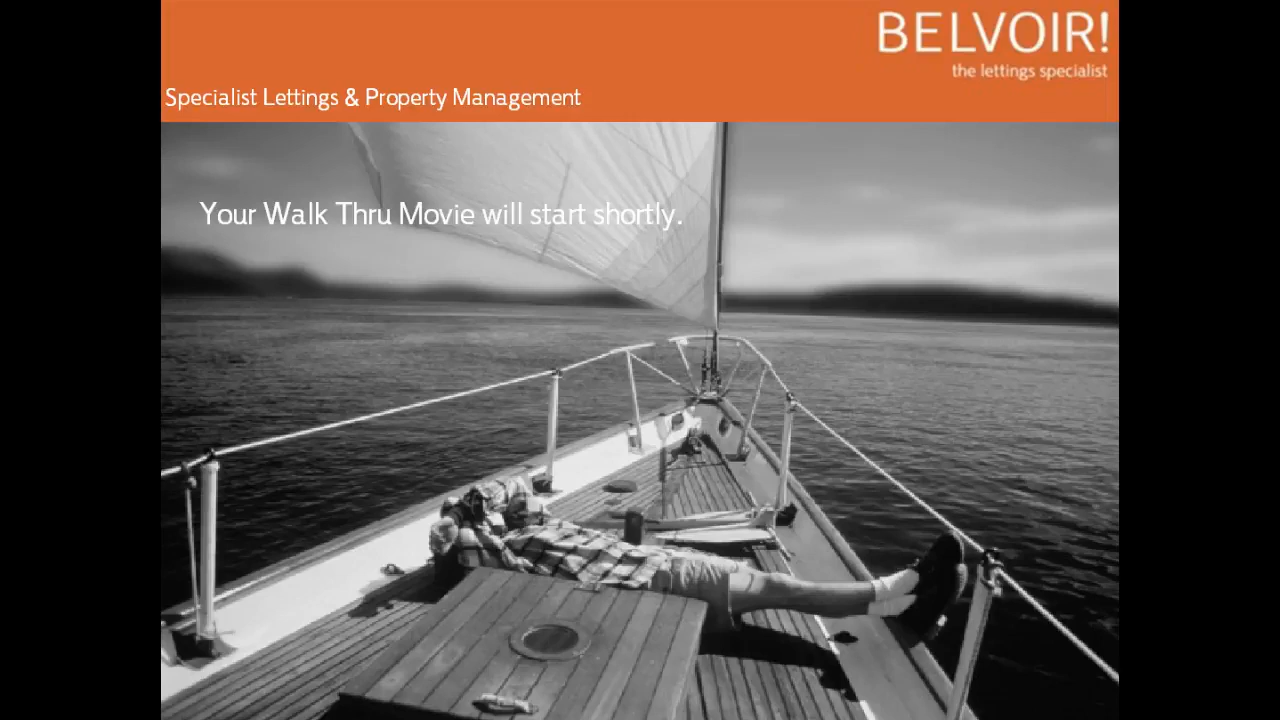 BELVOIR!
the lettings specialist
Specialist Lettings & Property Management
Your Walk Thru Movie will start shortly.